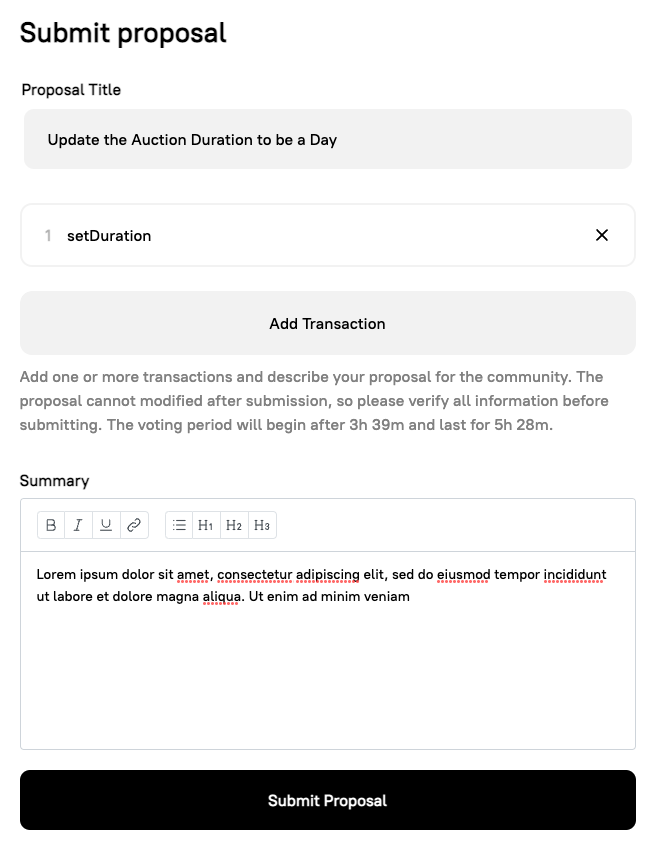 Submit proposal
Proposal Title
Update the Auction Duration to be a Day
1 setDuration
Add Transaction
Add one or more transactions and describe your proposal for the community. The
proposal cannot modified after submission, so please verify all information before
submitting. The voting period will begin after 3h 39m and last for 5h 28m.
Summary
B I U H1 H2 H3
Lorem ipsum dolor sit amet, consectetur adipiscing elit, sed do eiusmod tempor incididunt
ut labore et dolore magna aliqua. Ut enim ad minim veniam
Submit Proposal